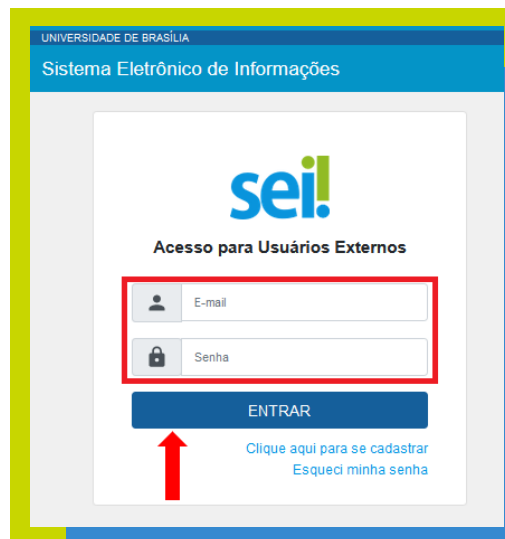 UNIVERSIDADE DE BRASÍLIA
Sistema Eletrônico de Informações
sei!
Acesso para Usuários Externos
E-mail
Senha
ENTRAR
Clique aqui para se cadastrar
Esqueci minha senha